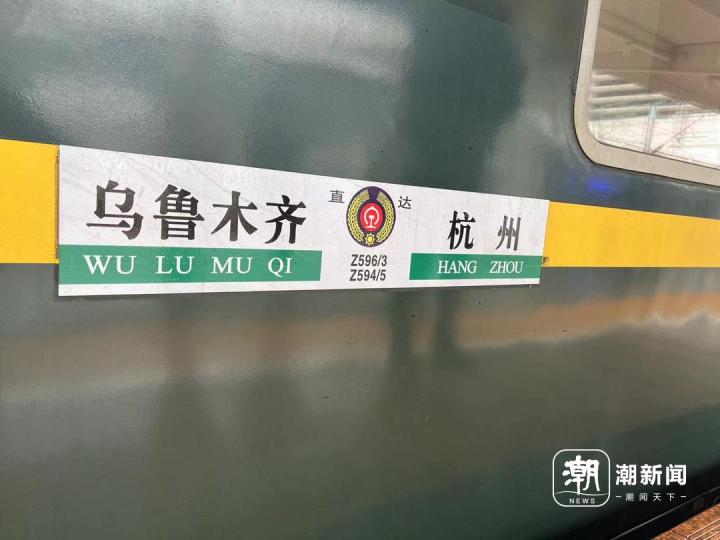 乌鲁木齐
WU LU MU QI
直达
Z596/3
Z594/5
杭州
HANG ZHOU
潮
NEWS
潮新闻
潮闻天下